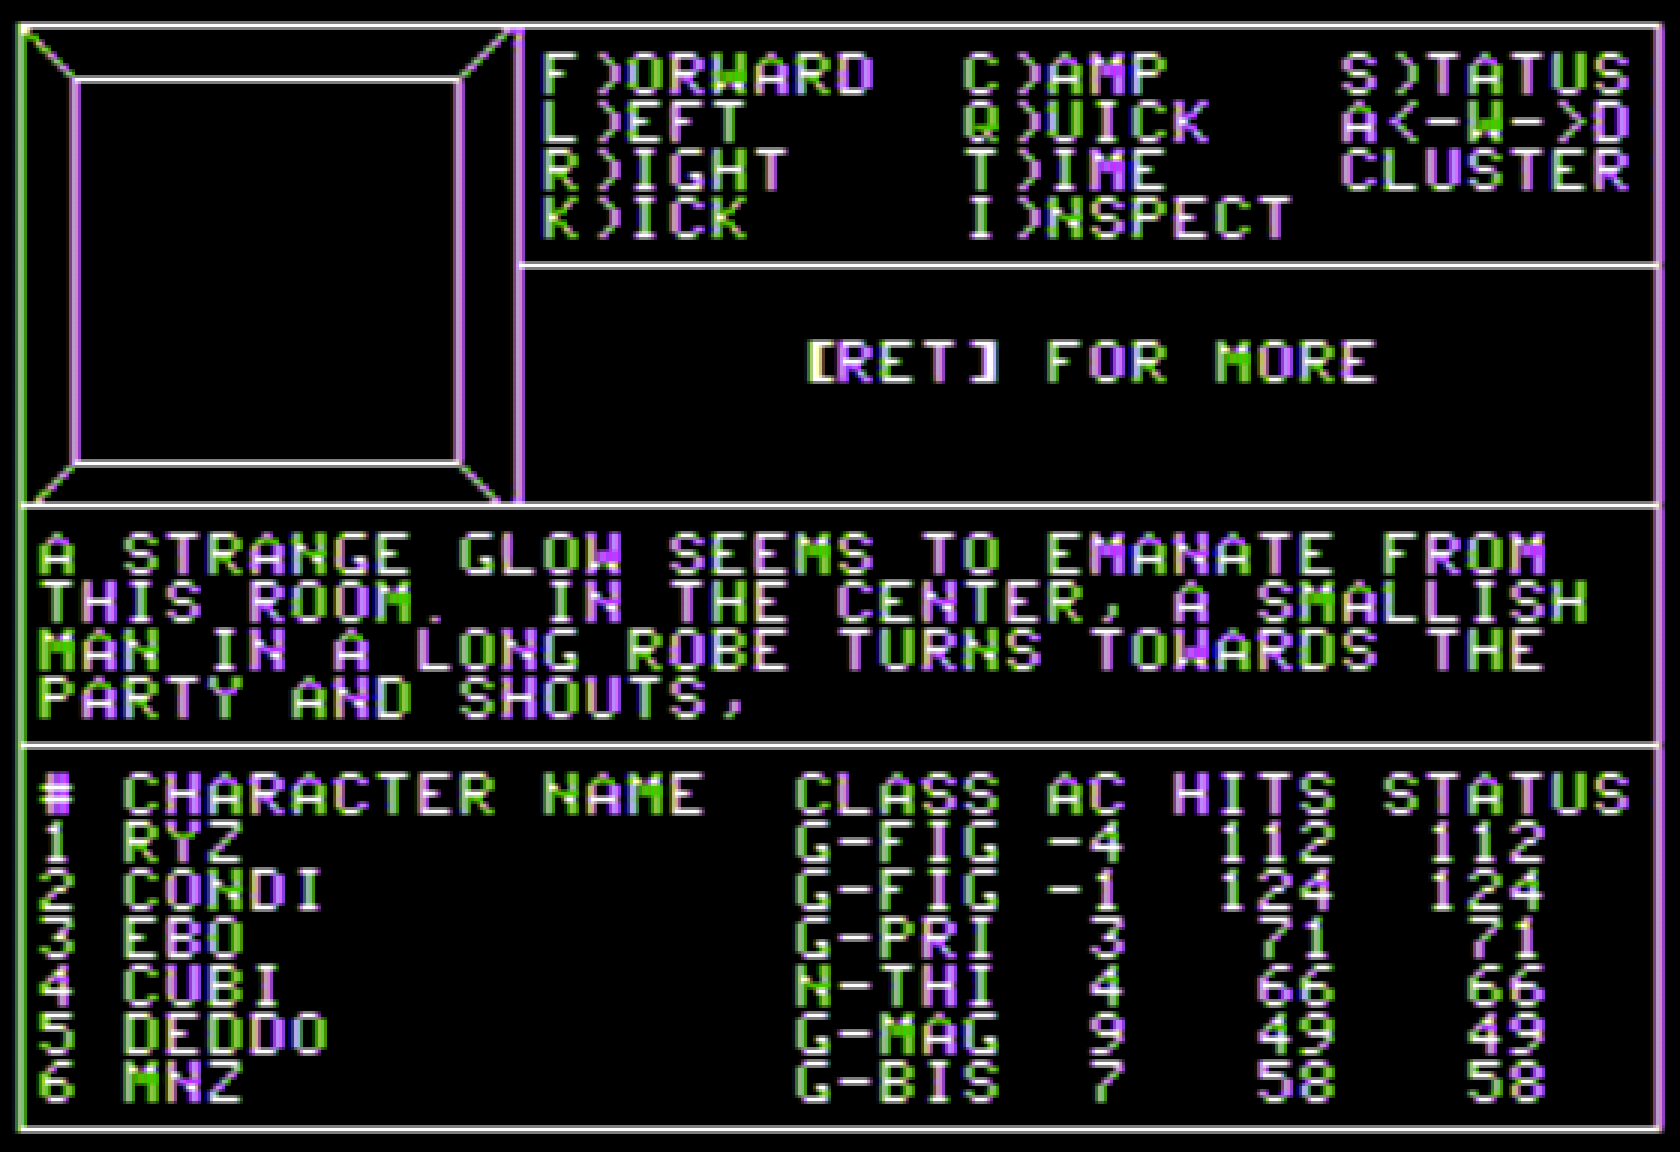 F)ORWARD C)AMP S)TATUS
L)EFT Q)UICK A<-W->D
R)IGHT T)IME CLUSTER
K)ICK I)NSPECT
[RET] FOR MORE
A STRANGE GLOW SEEMS TO EMANATE FROM
THIS ROOM. IN THE CENTER, A SMALLISH
MAN IN A LONG ROBE TURNS TOWARDS THE
PARTY AND SHOUTS,
# CHARACTER NAME CLASS AC HITS STATUS
1 RYZ G-FIG -4 112 112
2 CONDI G-FIG -1 124 124
3 EBO G-PRI 3 71 71
4 CUBI N-THI 4 66 66
5 DEDDO G-MAG 9 49 49
6 MNZ G-BIS 7 58 58